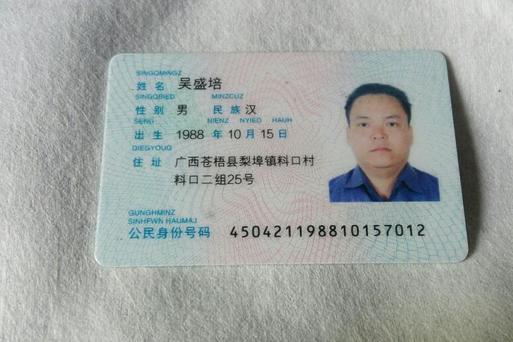 SINGQMINGZ
姓 名 吴盛培
SINGQBIED MINZCUZ
性 别 男 民 族 汉
SENG NIENZ NYIED HAUH
出 生 1988 年 10 月 15 日
DIEGYOUQ
住 址 广西苍梧县梨埠镇料口村
料口二组25号
GUNGHMINZ
SINHFWN HAUMAJ
公民身份号码 450421198810157012